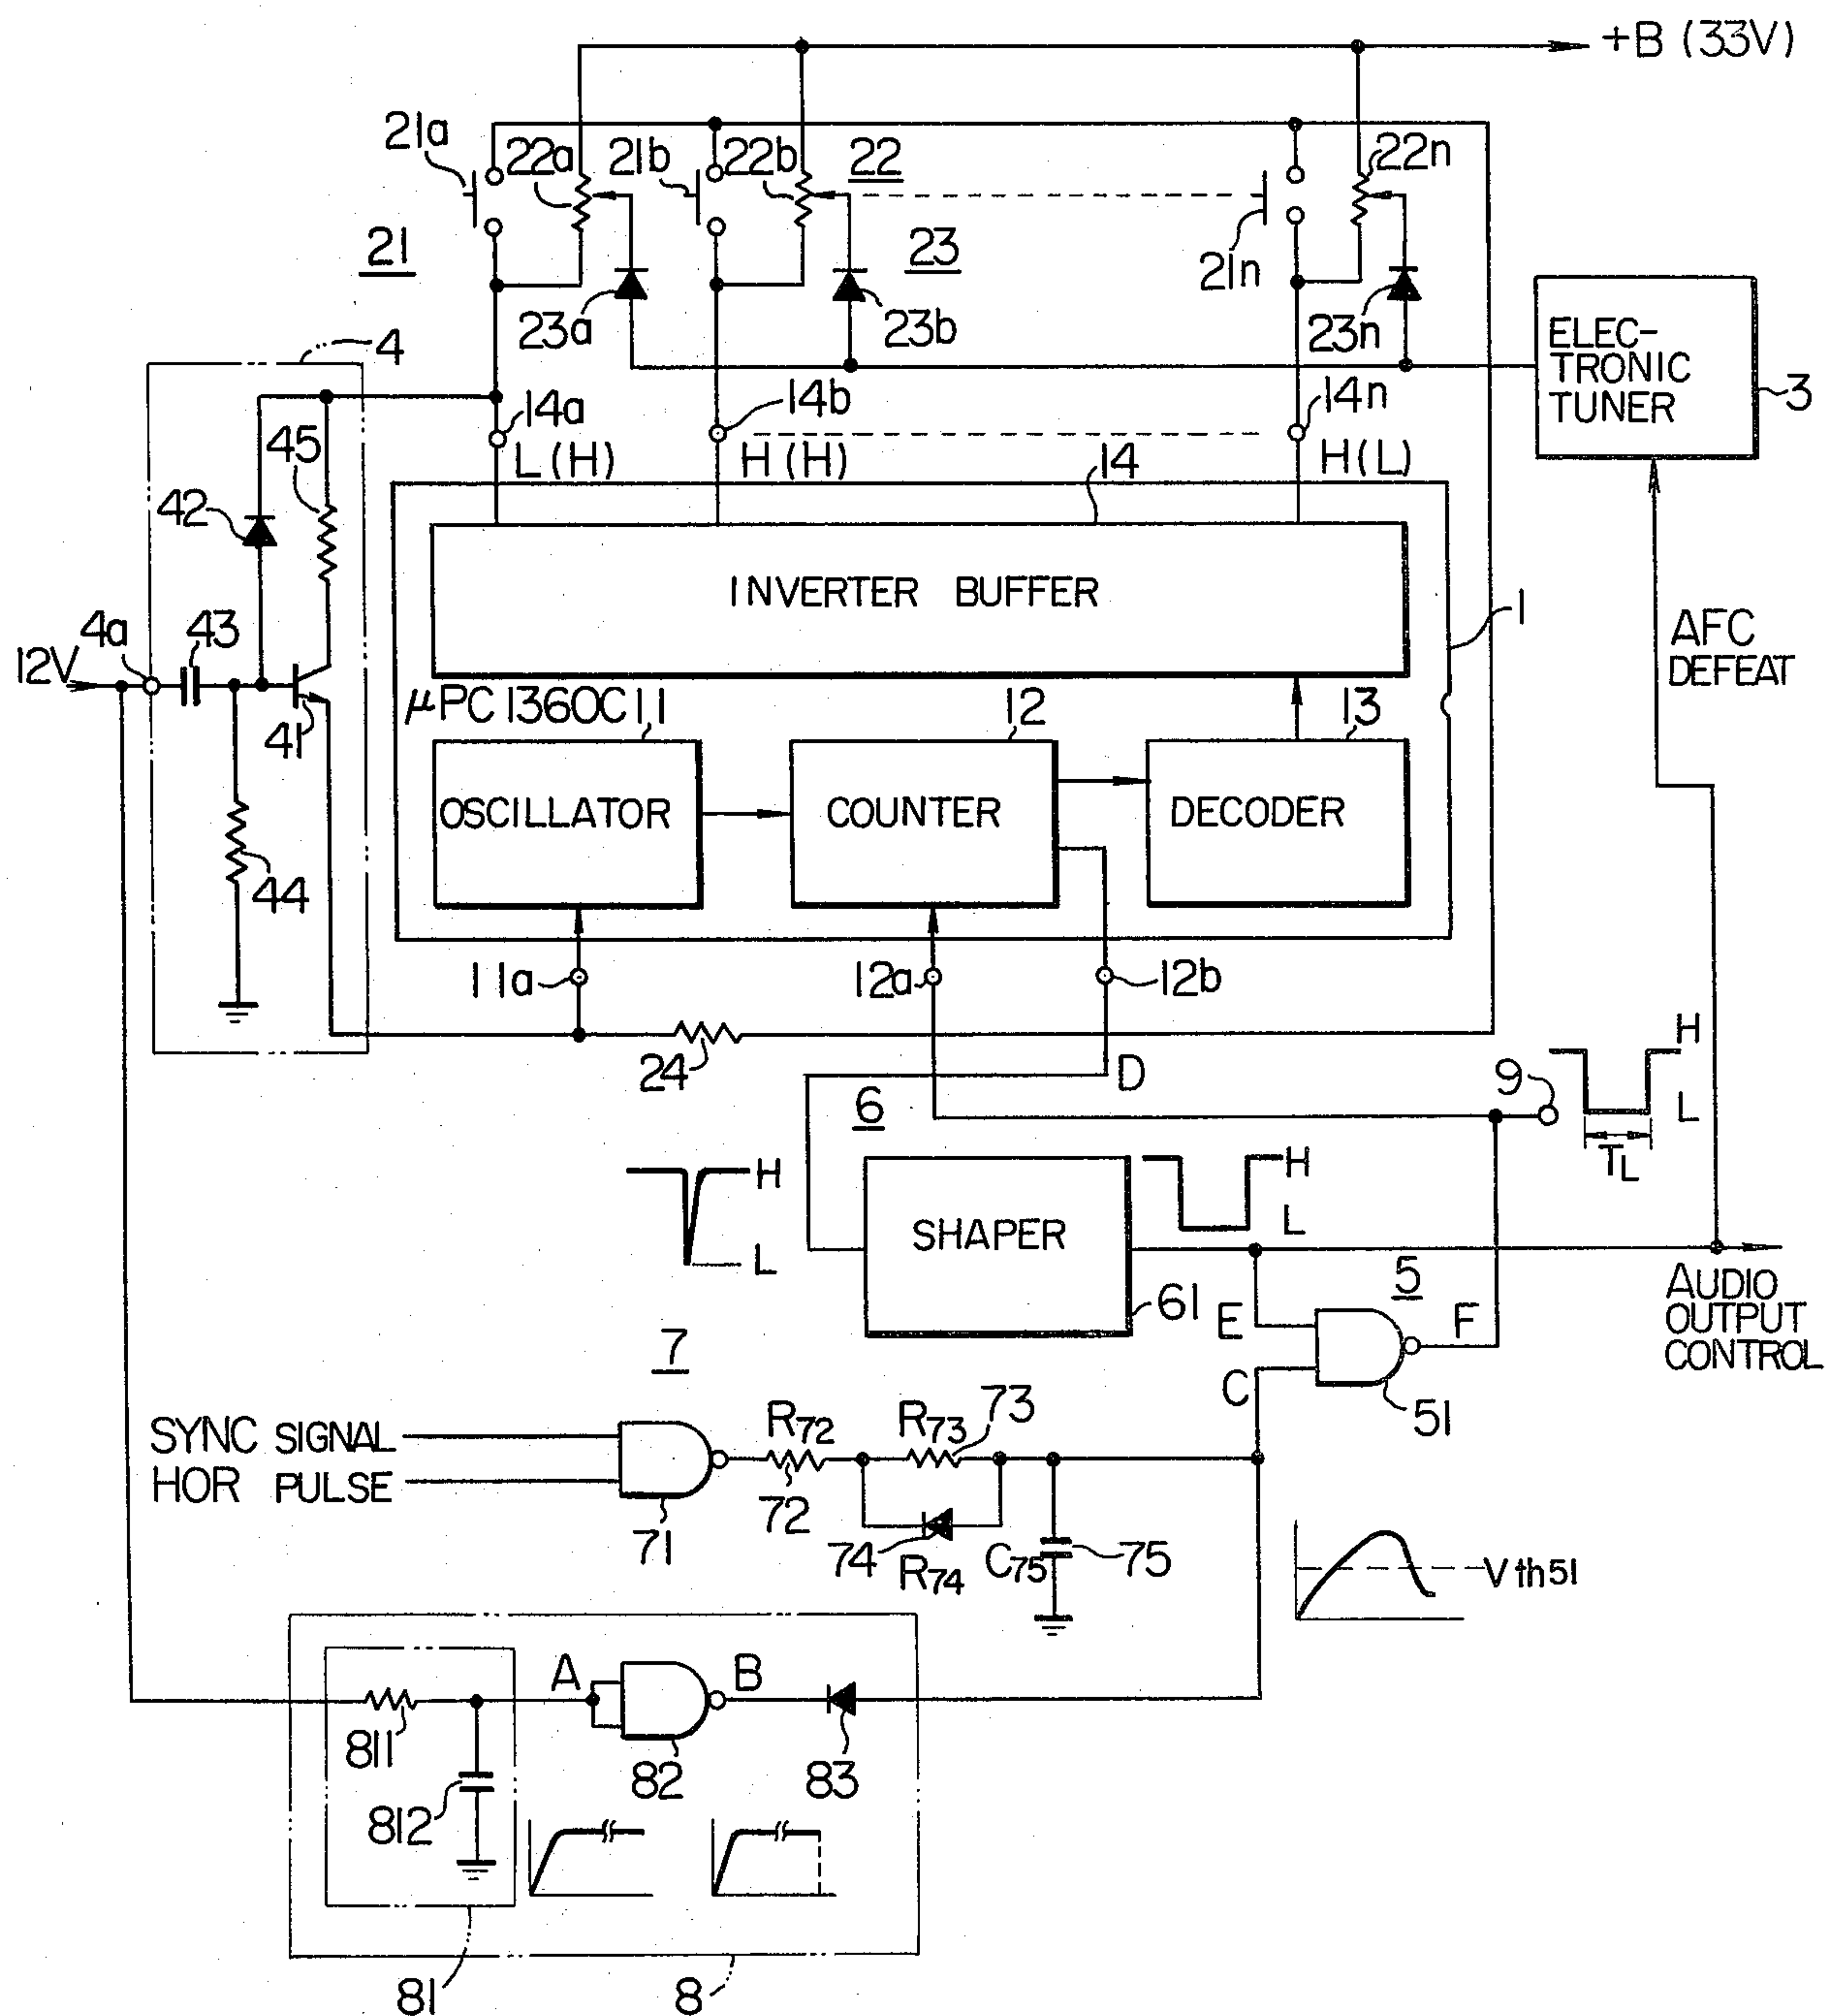 +B (33V)
21a
22a
21b
22b
22
22n
21
23
21n
23a
23b
23n
ELEC-
TRONIC
TUNER
3
4
14a
14b
14n
L (H)
H (H)
H (L)
14
45
42
INVERTER BUFFER
1
AFC
DEFEAT
4a
43
12V
41
μPC1360C
11
12
13
OSCILLATOR
COUNTER
DECODER
44
11a
12a
12b
24
D
9
H
L
TL
6
H
L
SHAPER
H
L
61
5
E
F
AUDIO
OUTPUT
CONTROL
7
C
51
SYNC SIGNAL
HOR PULSE
R72
R73
73
71
72
74
R74
C75
75
Vth51
A
B
811
82
83
812
81
8